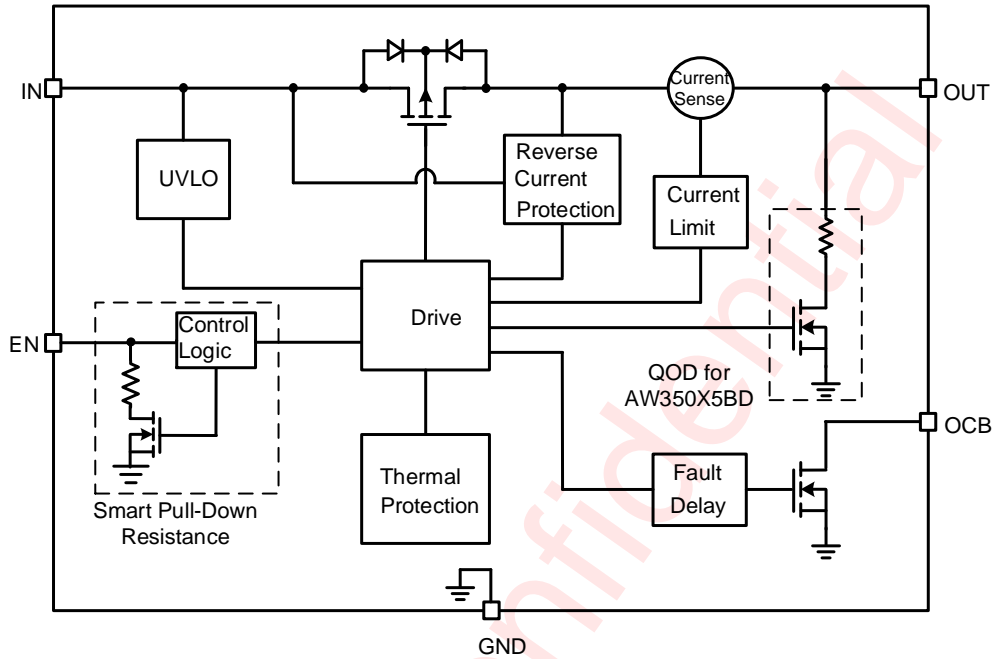 IN
OUT
Current
Sense
UVLO
Reverse
Current
Protection
Current
Limit
EN
Control
Logic
Drive
QOD for
AW350X5BD
OCB
Thermal
Protection
Fault
Delay
Smart Pull-Down
Resistance
GND
onfidential